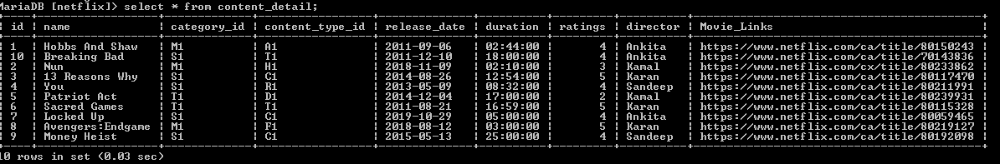 MariaDB [netflix]> select * from content_detail;
| id | name | category_id | content_type_id | release_date | duration | ratings | director | Movie_Links |
| 1 | Hobbs And Shaw | M1 | A1 | 2011-09-06 | 02:44:00 | 4 | Ankita | https://www.netflix.com/ca/title/80150243
| 10 | Breaking Bad | S1 | T1 | 2011-12-10 | 18:00:00 | 4 | Ankita | https://www.netflix.com/ca/title/70143836
| 2 | Nun | M1 | H1 | 2018-11-09 | 02:10:00 | 3 | Kamal | https://www.netflix.com/ca/title/80233862
| 3 | 13 Reasons Why | S1 | C1 | 2014-08-26 | 12:54:00 | 5 | Karan | https://www.netflix.com/ca/title/80117470
| 4 | You | S1 | R1 | 2013-05-09 | 08:32:00 | 4 | Sandeep | https://www.netflix.com/ca/title/80211991
| 5 | Patriot Act | T1 | D1 | 2014-12-04 | 17:00:00 | 2 | Kamal | https://www.netflix.com/ca/title/80239931
| 6 | Sacred Games | T1 | T1 | 2011-08-21 | 16:59:00 | 5 | Karan | https://www.netflix.com/ca/title/80115328
| 7 | Locked Up | S1 | C1 | 2019-10-29 | 05:00:00 | 4 | Ankita | https://www.netflix.com/ca/title/80059465
| 8 | Avengers:Endgame | M1 | F1 | 2018-08-12 | 03:00:00 | 5 | Karan | https://www.netflix.com/ca/title/80219127
| 9 | Money Heist | S1 | C1 | 2015-05-13 | 25:00:00 | 4 | Sandeep | https://www.netflix.com/ca/title/80192098
10 rows in set (0.03 sec)